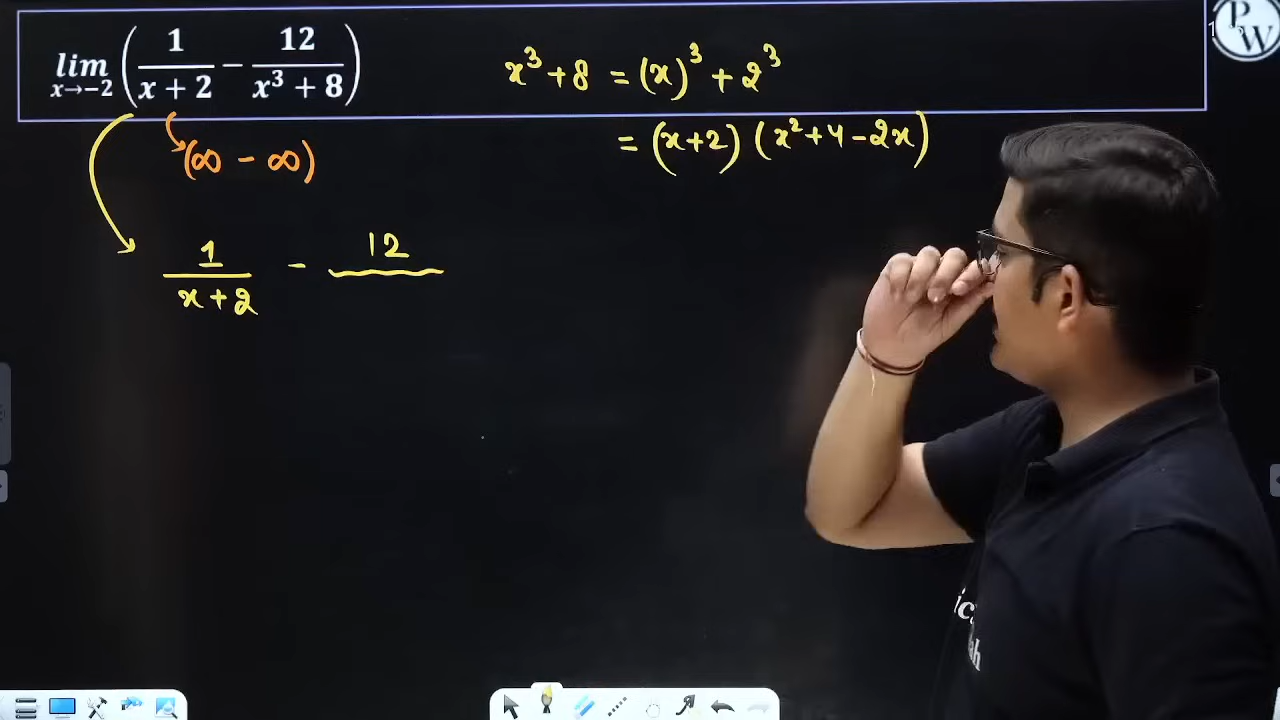 lim x→-2 (1/(x + 2) − 12/(x³ + 8))
x³ + 8 = (x)³ + 2³
= (x+2) (x² + 4 − 2x)
(∞ − ∞)
1/(x + 2) − 12
P
W